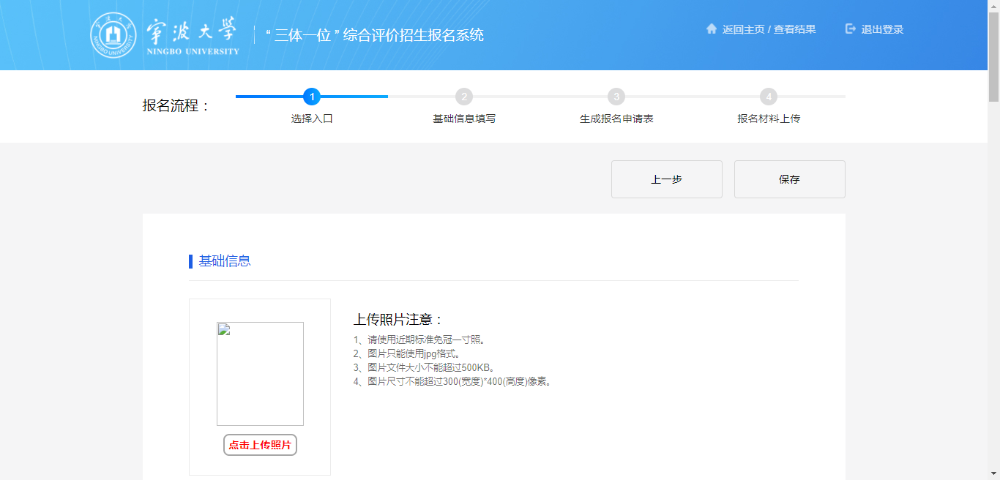 宁波大学
NINGBO UNIVERSITY
“ 三体一位 ” 综合评价招生报名系统
返回主页 / 查看结果
退出登录
报名流程：
1
2
3
4
选择入口
基础信息填写
生成报名申请表
报名材料上传
上一步
保存
基础信息
上传照片注意：
1、请使用近期标准免冠一寸照。
2、图片只能使用jpg格式。
3、图片文件大小不能超过500KB。
4、图片尺寸不能超过300(宽度)*400(高度)像素。
点击上传照片